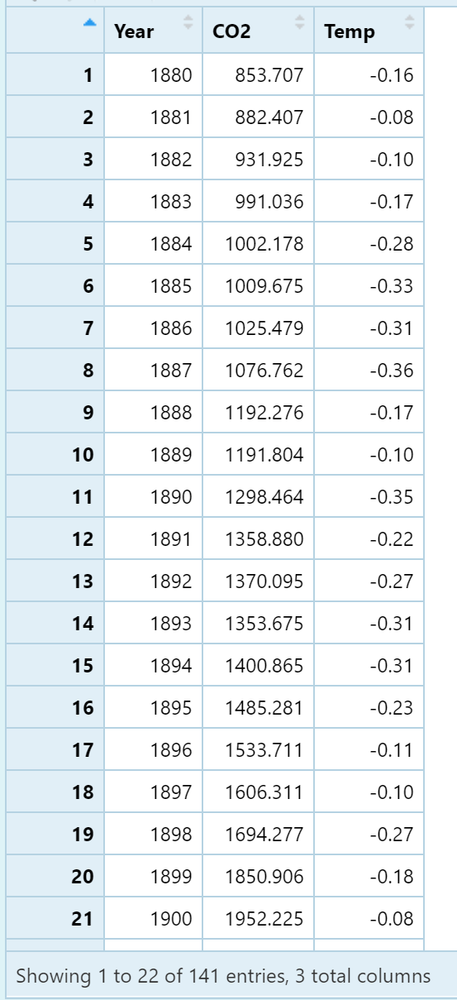 Year CO2 Temp
1 1880 853.707 -0.16
2 1881 882.407 -0.08
3 1882 931.925 -0.10
4 1883 991.036 -0.17
5 1884 1002.178 -0.28
6 1885 1009.675 -0.33
7 1886 1025.479 -0.31
8 1887 1076.762 -0.36
9 1888 1192.276 -0.17
10 1889 1191.804 -0.10
11 1890 1298.464 -0.35
12 1891 1358.880 -0.22
13 1892 1370.095 -0.27
14 1893 1353.675 -0.31
15 1894 1400.865 -0.31
16 1895 1485.281 -0.23
17 1896 1533.711 -0.11
18 1897 1606.311 -0.10
19 1898 1694.277 -0.27
20 1899 1850.906 -0.18
21 1900 1952.225 -0.08
Showing 1 to 22 of 141 entries, 3 total columns